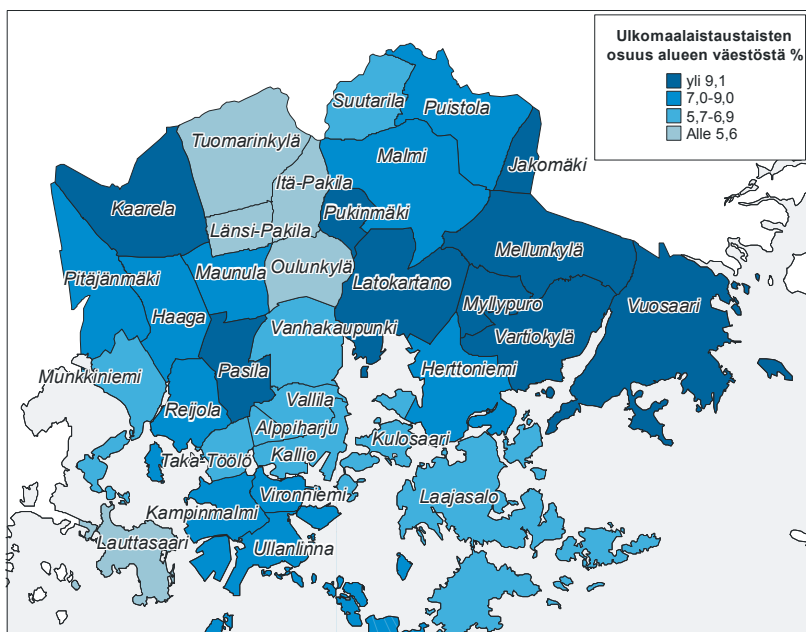 Ulkomaalaistaustaisten
osuus alueen väestöstä %
yli 9,1
7,0-9,0
5,7-6,9
Alle 5,6
Suutarila
Puistola
Tuomarinkylä
Malmi
Jakomäki
Itä-Pakila
Kaarela
Pukinmäki
Länsi-Pakila
Mellunkylä
Pitäjänmäki
Maunula
Oulunkylä
Latokartano
Myllypuro
Vuosaari
Haaga
Vanhakaupunki
Vartiokylä
Pasila
Herttoniemi
Munkkiniemi
Reijola
Vallila
Alppiharju
Kulosaari
Taka-Töölö
Kallio
Vironniemi
Laajasalo
Kampinmalmi
Lauttasaari
Ullanlinna